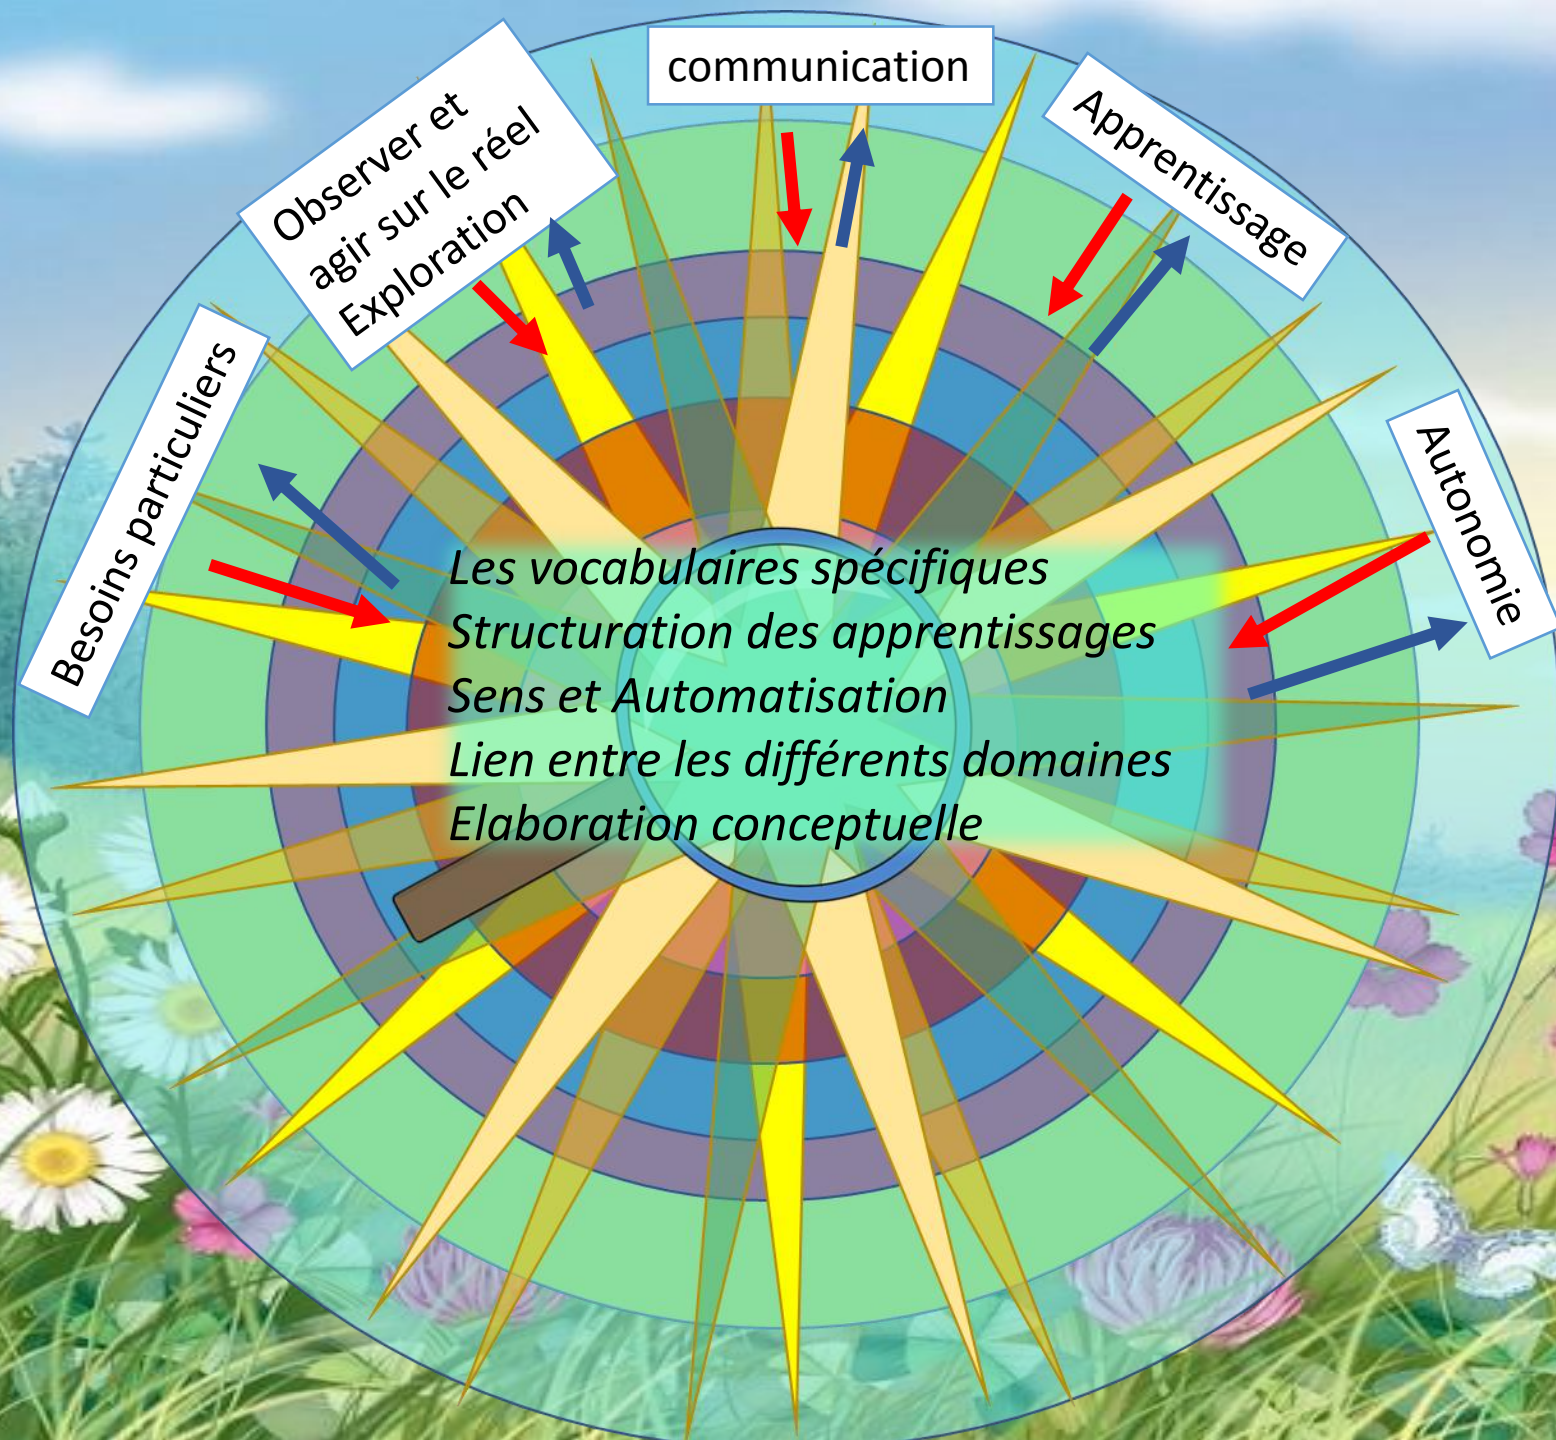 communication
Observer et
agir sur le réel
Exploration
Apprentissage
Besoins particuliers
Autonomie
Les vocabulaires spécifiques
Structuration des apprentissages
Sens et Automatisation
Lien entre les différents domaines
Elaboration conceptuelle